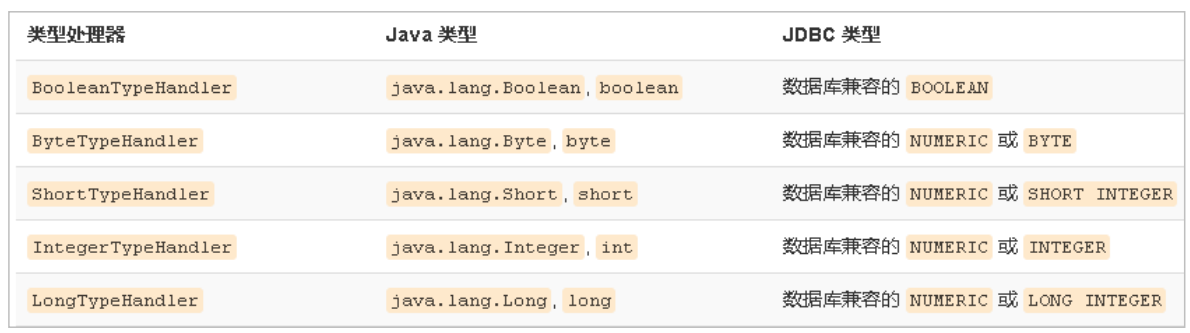 类型处理器 Java 类型 JDBC 类型
BooleanTypeHandler java.lang.Boolean, boolean 数据库兼容的 BOOLEAN
ByteTypeHandler java.lang.Byte, byte 数据库兼容的 NUMERIC 或 BYTE
ShortTypeHandler java.lang.Short, short 数据库兼容的 NUMERIC 或 SHORT INTEGER
IntegerTypeHandler java.lang.Integer, int 数据库兼容的 NUMERIC 或 INTEGER
LongTypeHandler java.lang.Long, long 数据库兼容的 NUMERIC 或 LONG INTEGER